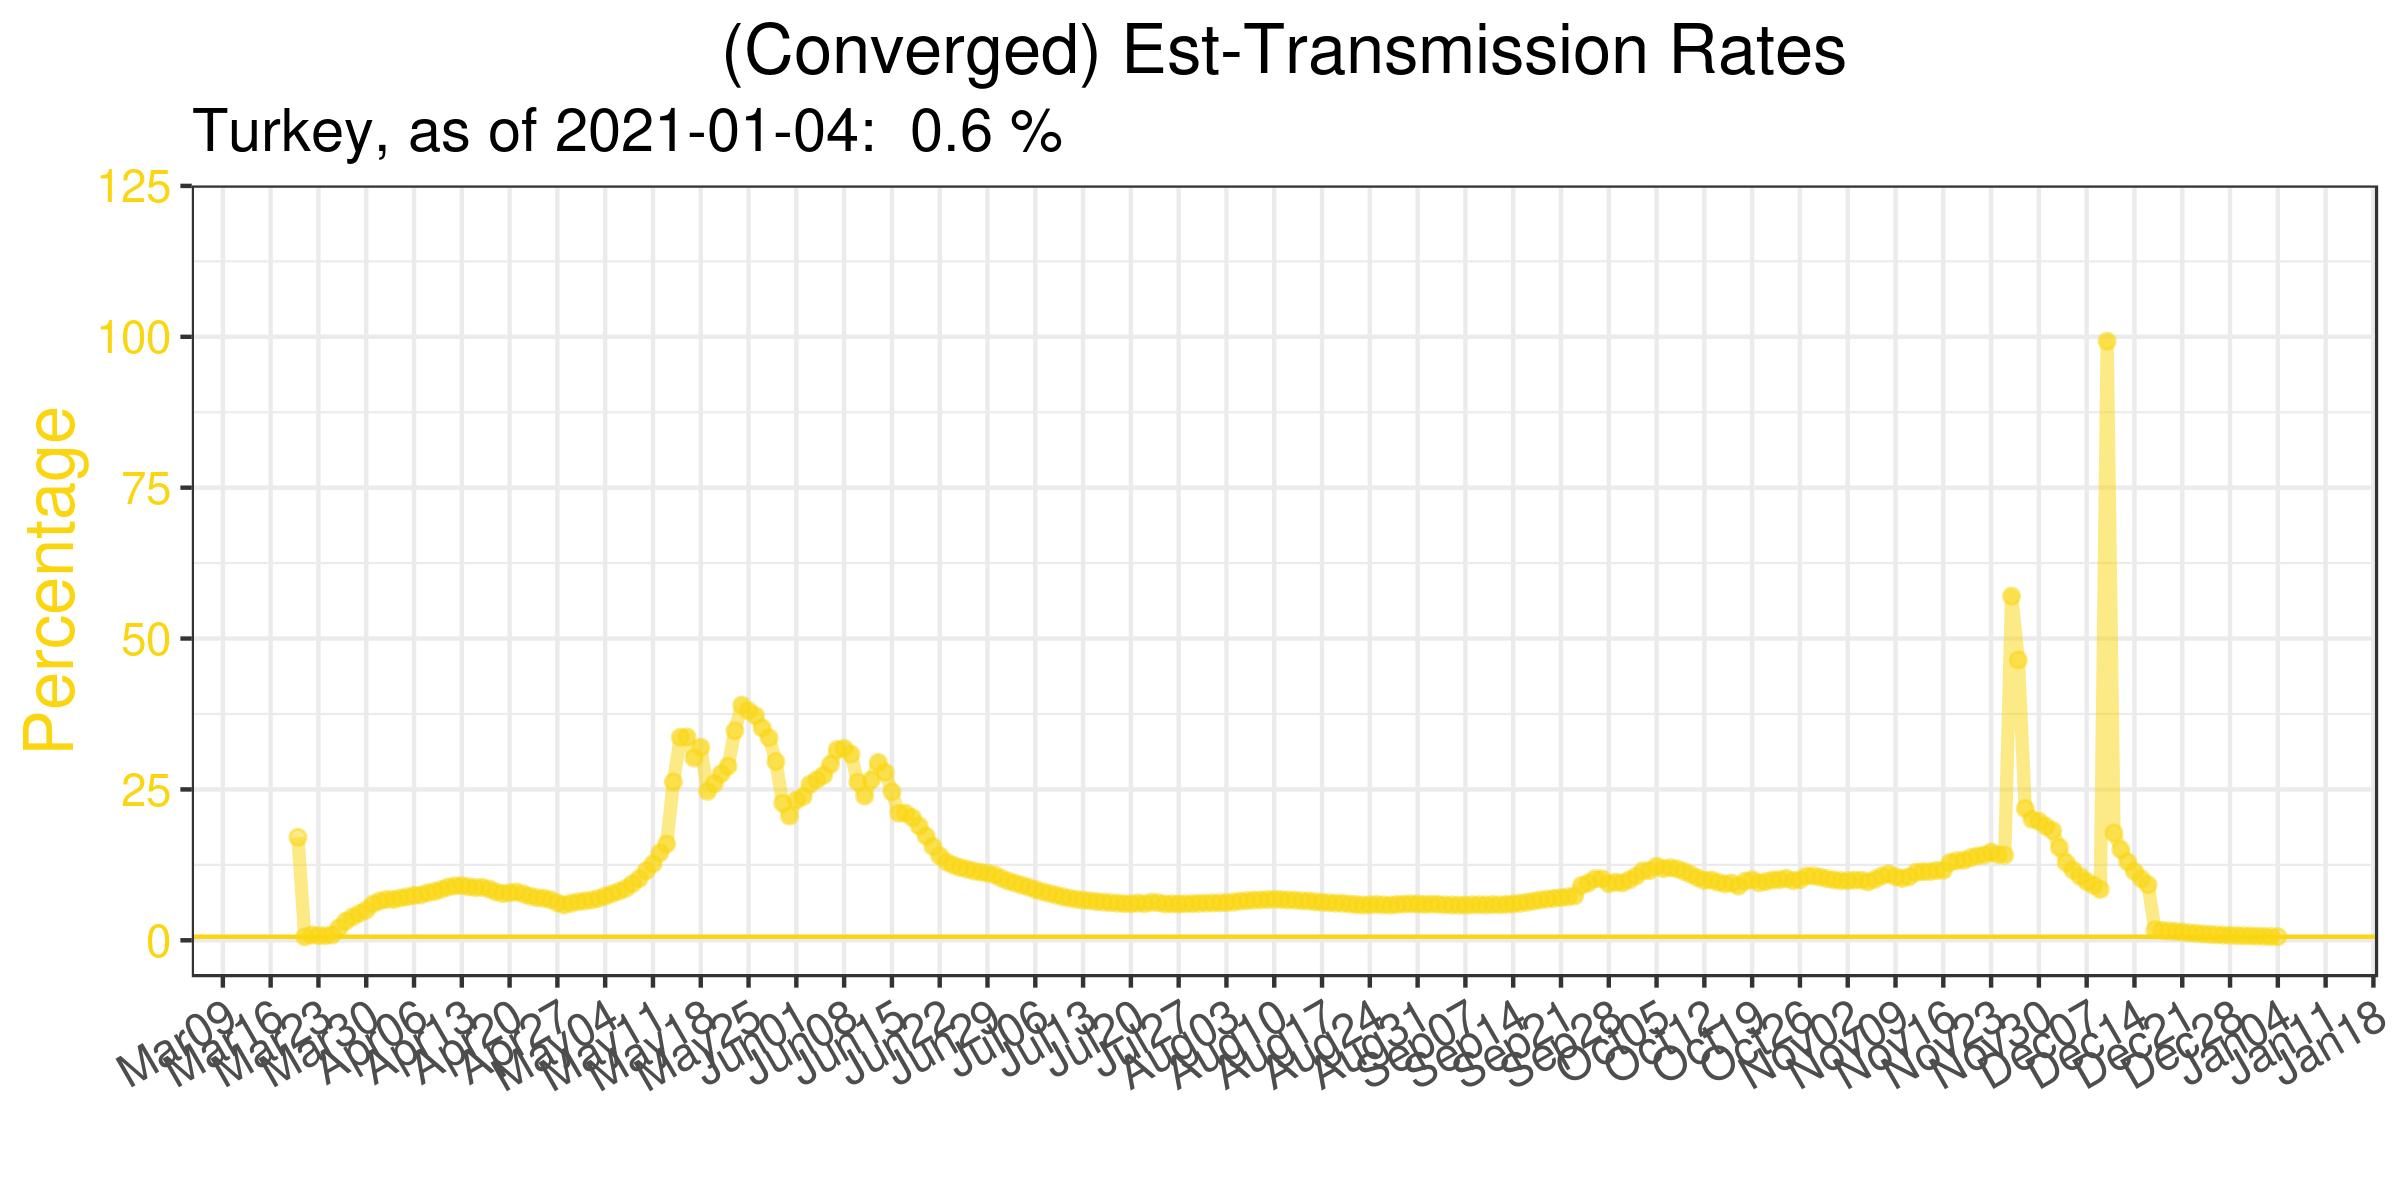 (Converged) Est-Transmission Rates
Turkey, as of 2021-01-04:  0.6 %
125
100
75
50
25
0
Percentage
Mar09
Mar16
Mar23
Mar30
Apr06
Apr13
Apr20
Apr27
May04
May11
May18
May25
Jun01
Jun08
Jun15
Jun22
Jun29
Jul06
Jul13
Jul20
Jul27
Aug03
Aug10
Aug17
Aug24
Aug31
Sep07
Sep14
Sep21
Sep28
Oct05
Oct12
Oct19
Oct26
Nov02
Nov09
Nov16
Nov23
Nov30
Dec07
Dec14
Dec21
Dec28
Jan04
Jan11
Jan18